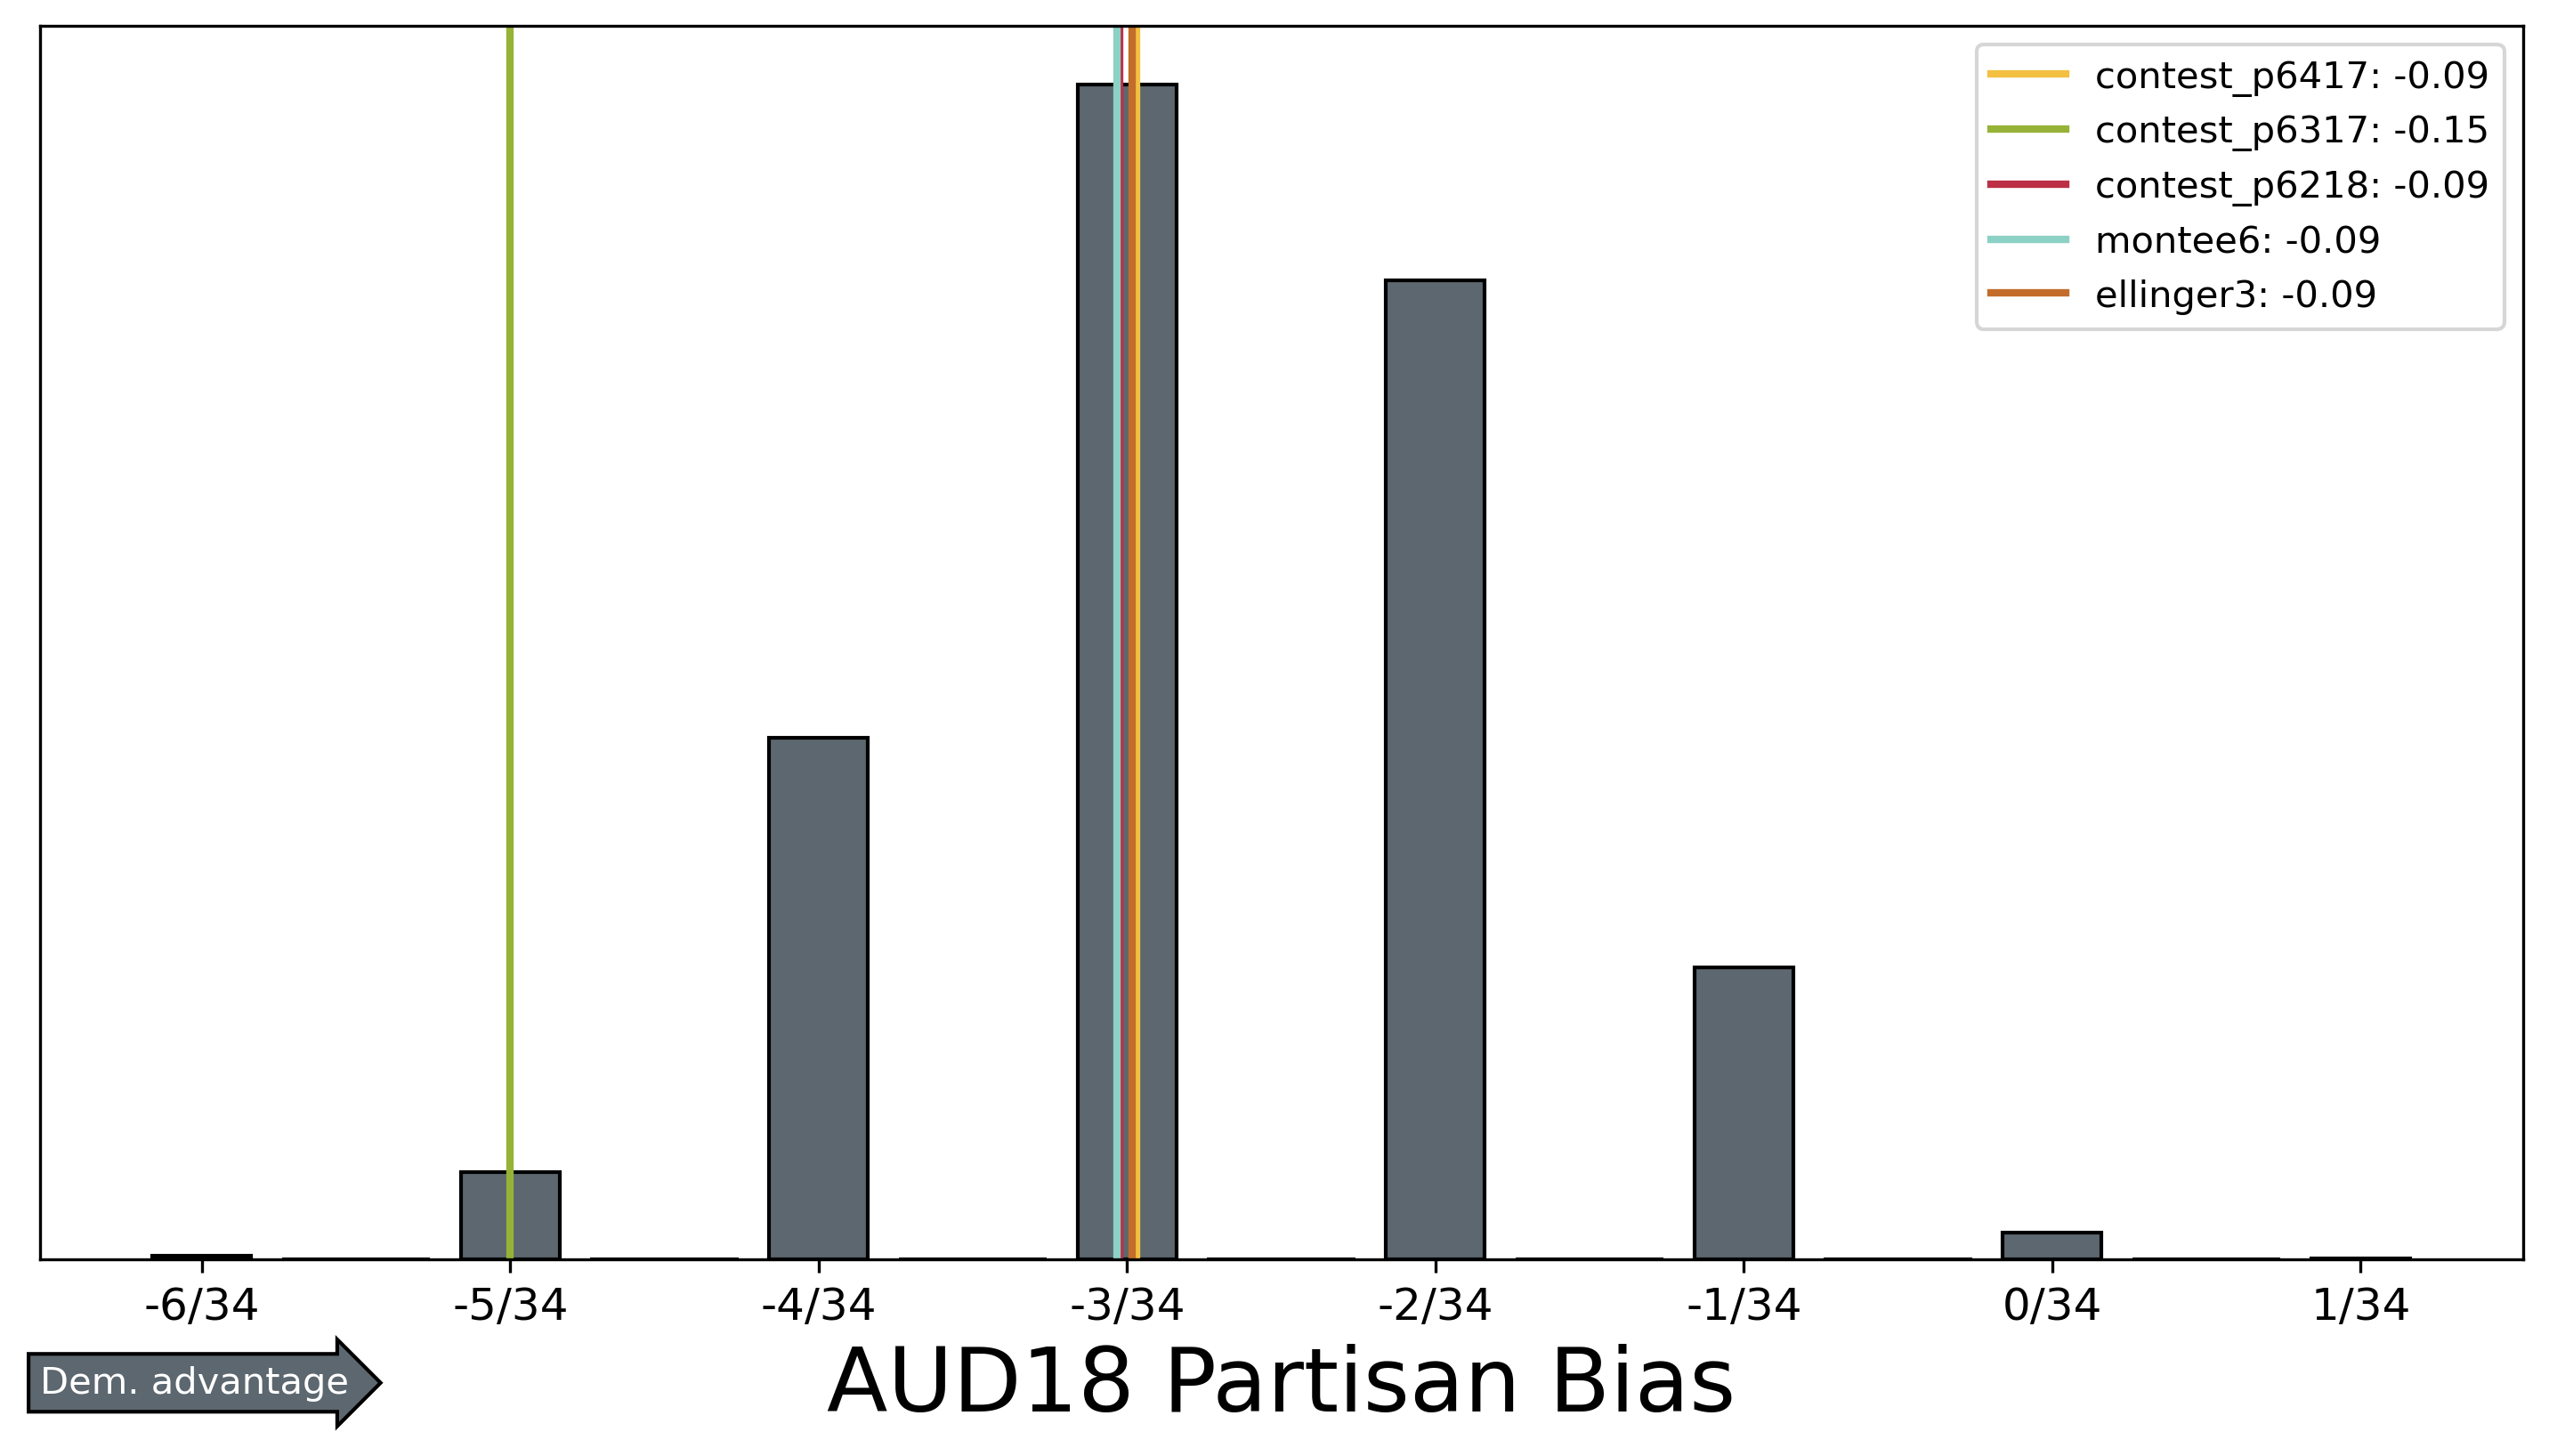 contest_p6417: -0.09
contest_p6317: -0.15
contest_p6218: -0.09
montee6: -0.09
ellinger3: -0.09
-6/34 -5/34 -4/34 -3/34 -2/34 -1/34 0/34 1/34
Dem. advantage
AUD18 Partisan Bias